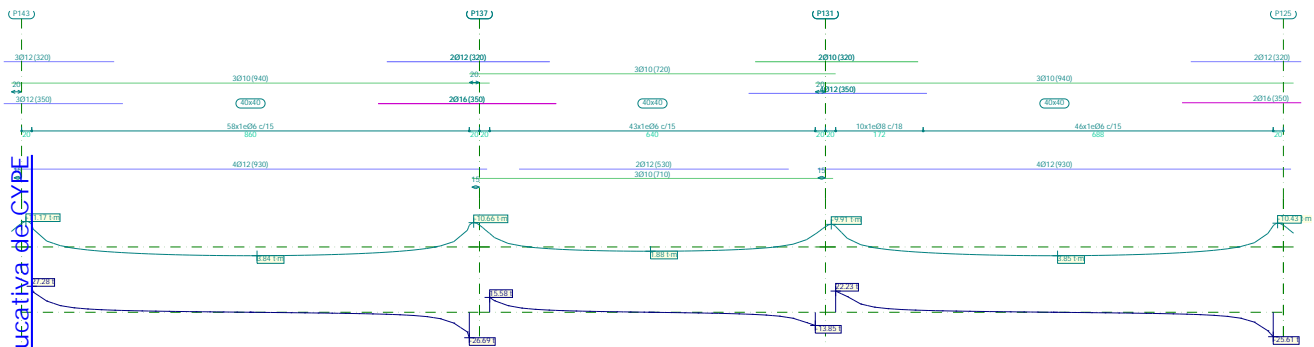 P143 P137 P131 P125
3Ø12(320) 2Ø12(320) 2Ø10(320) 2Ø12(320)
20 3Ø10(940) 20 3Ø10(720) 20 3Ø10(940)
3Ø12(350) 40x40 2Ø16(350) 40x40 4Ø12(350) 40x40 2Ø16(350)
20 58x1eØ6 c/15 20 20 43x1eØ6 c/15 20 20 10x1eØ8 c/18 46x1eØ6 c/15 20
860 640 172 688
4Ø12(930) 2Ø12(530) 4Ø12(930)
15 3Ø10(710) 15
ucativa de CYPE
-11.17 t·m -10.66 t·m -9.91 t·m -10.43 t·m
3.84 t·m 1.88 t·m 3.85 t·m
27.28 t 15.58 t 22.23 t
-26.69 t -13.85 t -25.61 t